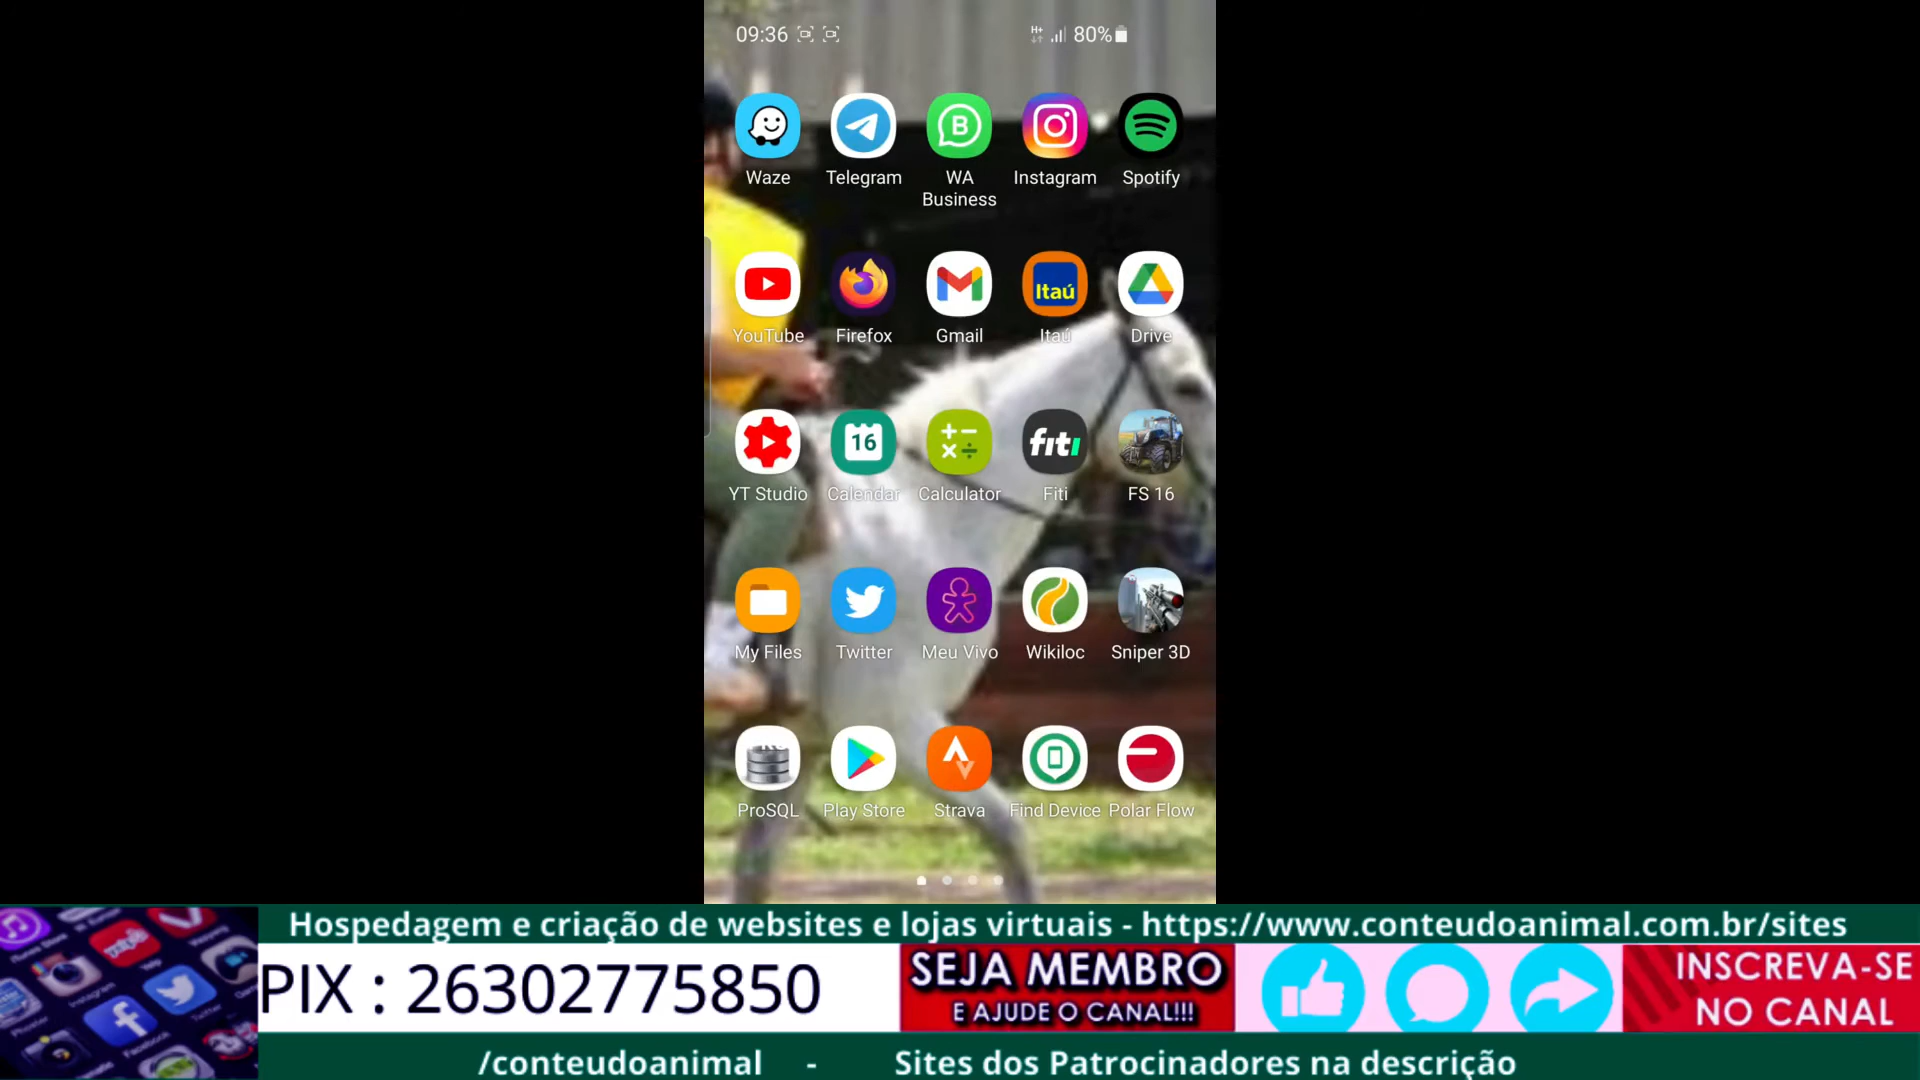 09:36
H+ 80%
Waze Telegram WA Business Instagram Spotify
YouTube Firefox Gmail Itaú Itaú Drive
16
fiti
YT Studio Calendar Calculator Fiti FS 16
My Files Twitter Meu Vivo Wikiloc Sniper 3D
ProSQL Play Store Strava Find Device Polar Flow
Hospedagem e criação de websites e lojas virtuais - https://www.conteudoanimal.com.br/sites
PIX : 26302775850
SEJA MEMBRO
E AJUDE O CANAL!!!
INSCREVA-SE
NO CANAL
/conteudoanimal - Sites dos Patrocinadores na descrição